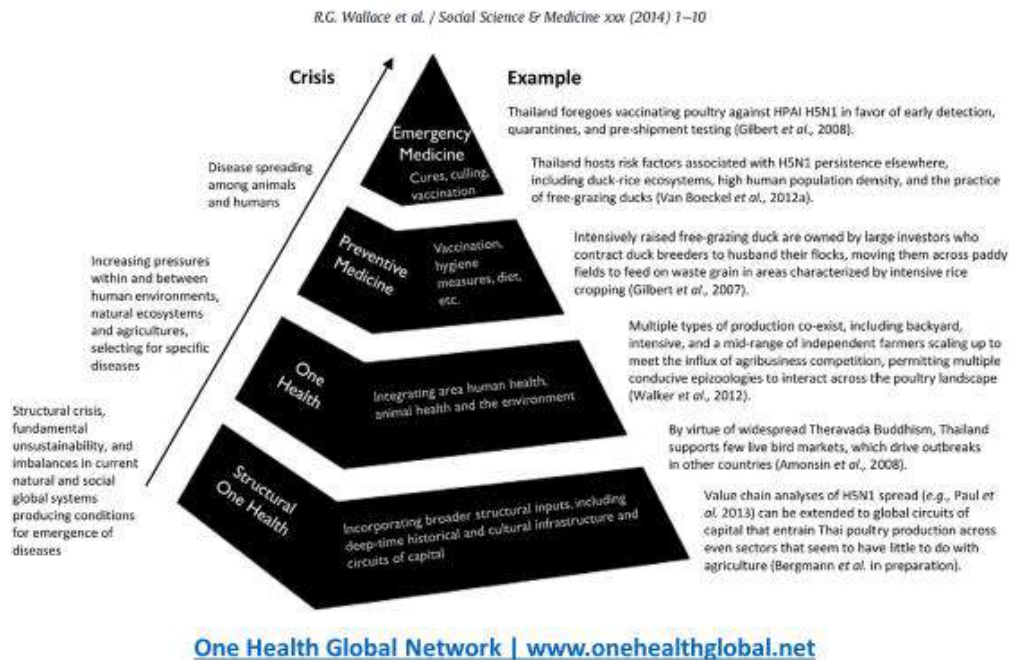 R.G. Wallace et al. / Social Science & Medicine xxx (2014) 1–10
Crisis
Example
Disease spreading
among animals
and humans
Increasing pressures
within and between
human environments,
natural ecosystems
and agricultures,
selecting for specific
diseases
Structural crisis,
fundamental
unsustainability, and
imbalances in current
natural and social
global systems
producing conditions
for emergence of
diseases
Emergency
Medicine
Cures, culling,
vaccination
Preventive
Medicine
Vaccination,
hygiene
measures, diet,
etc.
One
Health
Integrating area human health,
animal health and the environment
Structural
One Health
Incorporating broader structural inputs, including
deep-time historical and cultural infrastructure and
circuits of capital
Thailand foregoes vaccinating poultry against HPAI H5N1 in favor of early detection,
quarantines, and pre-shipment testing (Gilbert et al., 2008).
Thailand hosts risk factors associated with H5N1 persistence elsewhere,
including duck-rice ecosystems, high human population density, and the practice
of free-grazing ducks (Van Boeckel et al., 2012a).
Intensively raised free-grazing duck are owned by large investors who
contract duck breeders to husband their flocks, moving them across paddy
fields to feed on waste grain in areas characterized by intensive rice
cropping (Gilbert et al., 2007).
Multiple types of production co-exist, including backyard,
intensive, and a mid-range of independent farmers scaling up to
meet the influx of agribusiness competition, permitting multiple
conducive epizoologies to interact across the poultry landscape
(Walker et al., 2012).
By virtue of widespread Theravada Buddhism, Thailand
supports few live bird markets, which drive outbreaks
in other countries (Amonsin et al., 2008).
Value chain analyses of H5N1 spread (e.g., Paul et
al. 2013) can be extended to global circuits of
capital that entrain Thai poultry production across
even sectors that seem to have little to do with
agriculture (Bergmann et al. in preparation).
One Health Global Network | www.onehealthglobal.net